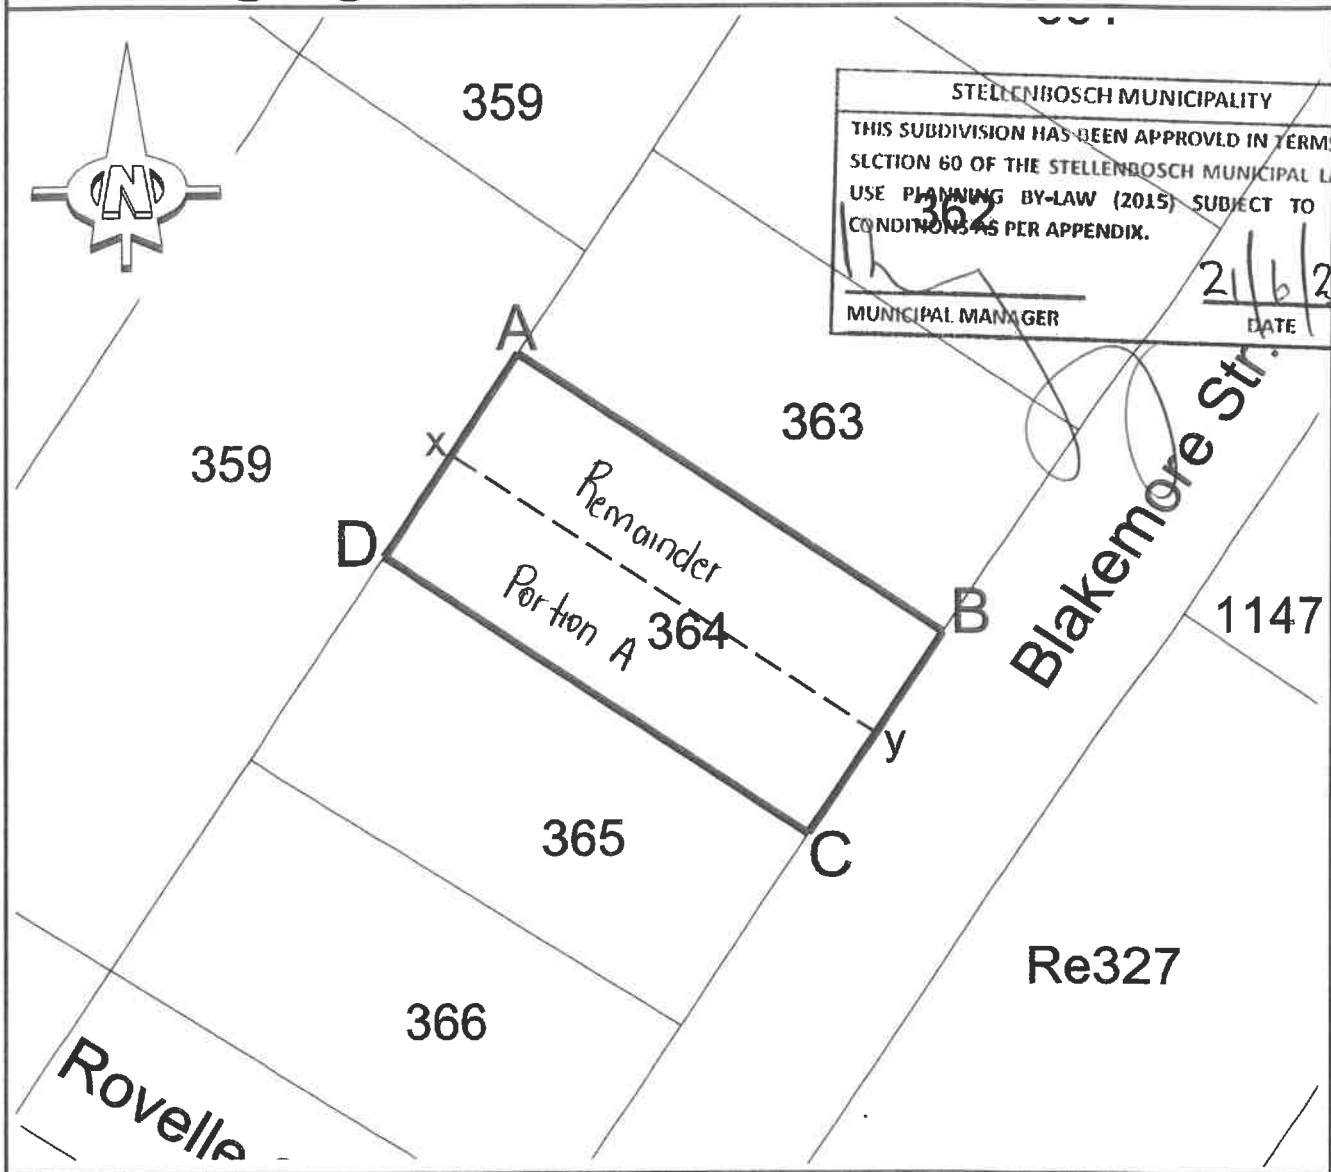 N
359
STELLENBOSCH MUNICIPALITY
THIS SUBDIVISION HAS BEEN APPROVED IN TERMS
SECTION 60 OF THE STELLENBOSCH MUNICIPAL
USE PLANNING BY-LAW (2015) SUBJECT TO
CONDITIONS AS PER APPENDIX.
362
MUNICIPAL MANAGER
DATE
A
x
359
363
Blakemore Str.
Remainder
D
Portion A
364
B
1147
y
365
C
Re327
366
Rovelle